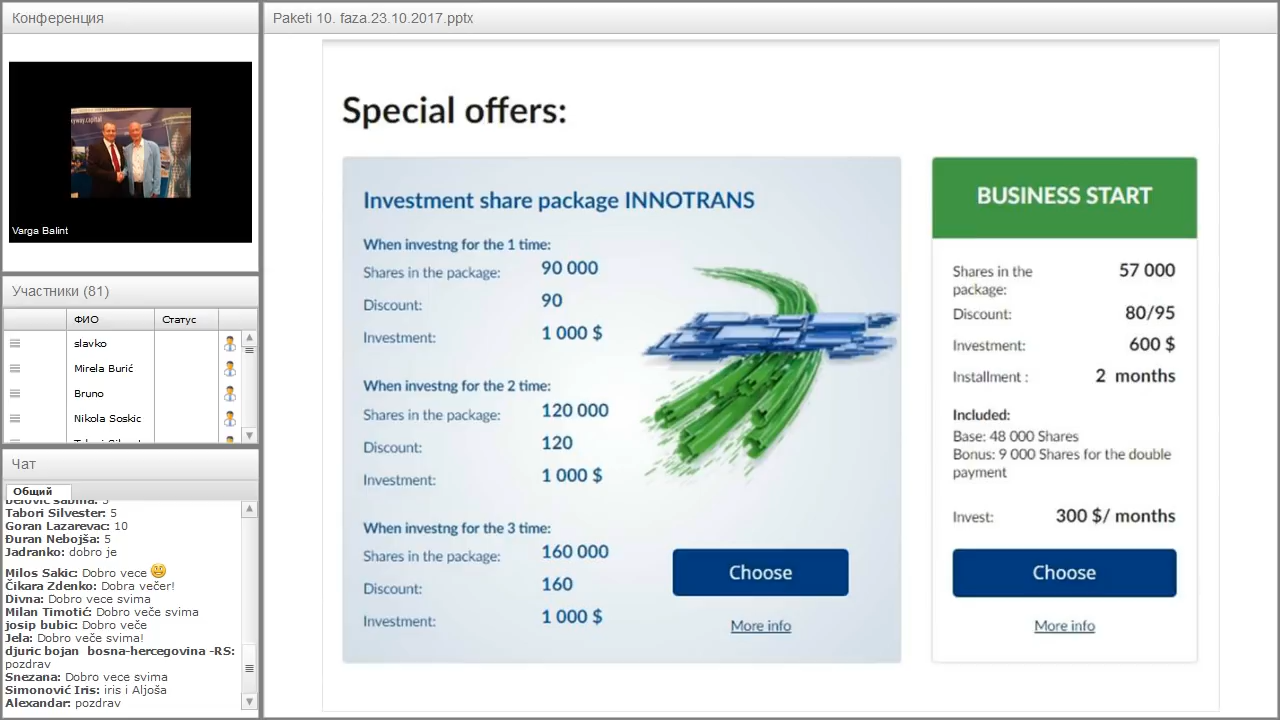 Конференция
Paketi 10. faza.23.10.2017.pptx
skyway.capital
Varga Balint
Участники (81)
ФИО
Статус
slavko
Mirela Burić
Bruno
Nikola Soskic
Чат
Общий
Belovic sabina: 5
Tabori Silvester: 5
Goran Lazarevac: 10
Đuran Nebojša: 5
Jadranko: dobro je
Milos Sakic: Dobro vece
Čikara Zdenko: Dobra večer!
Divna: Dobro vece svima
Milan Timotić: Dobro veče svima
josip bubic: Dobro veče
Jela: Dobro veče svima!
djuric bojan bosna-hercegovina -RS:
pozdrav
Snezana: Dobro vece svima
Simonović Iris: iris i Aljoša
Alexandar: pozdrav
Special offers:
Investment share package INNOTRANS
When investng for the 1 time:
Shares in the package: 90 000
Discount: 90
Investment: 1 000 $
When investng for the 2 time:
Shares in the package: 120 000
Discount: 120
Investment: 1 000 $
When investng for the 3 time:
Shares in the package: 160 000
Discount: 160
Investment: 1 000 $
Choose
More info
BUSINESS START
Shares in the 57 000
package:
Discount: 80/95
Investment: 600 $
Installment : 2 months
Included:
Base: 48 000 Shares
Bonus: 9 000 Shares for the double
payment
Invest: 300 $/ months
Choose
More info